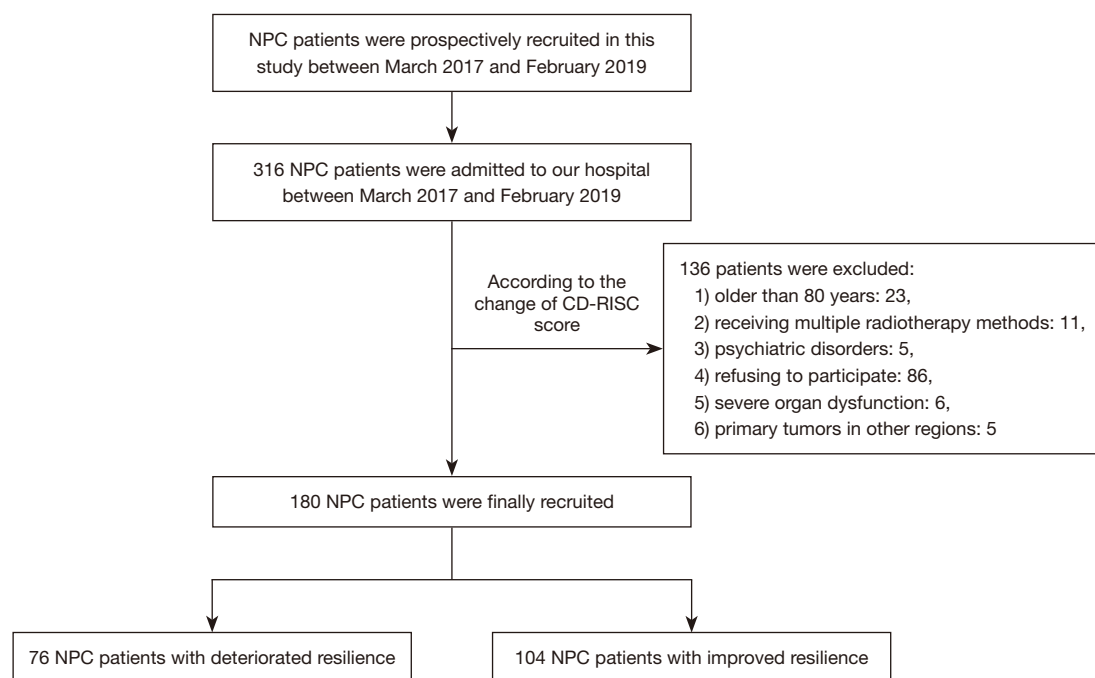 NPC patients were prospectively recruited in this
study between March 2017 and February 2019
316 NPC patients were admitted to our hospital
between March 2017 and February 2019
According to the
change of CD-RISC
score
136 patients were excluded:
1) older than 80 years: 23,
2) receiving multiple radiotherapy methods: 11,
3) psychiatric disorders: 5,
4) refusing to participate: 86,
5) severe organ dysfunction: 6,
6) primary tumors in other regions: 5
180 NPC patients were finally recruited
76 NPC patients with deteriorated resilience
104 NPC patients with improved resilience